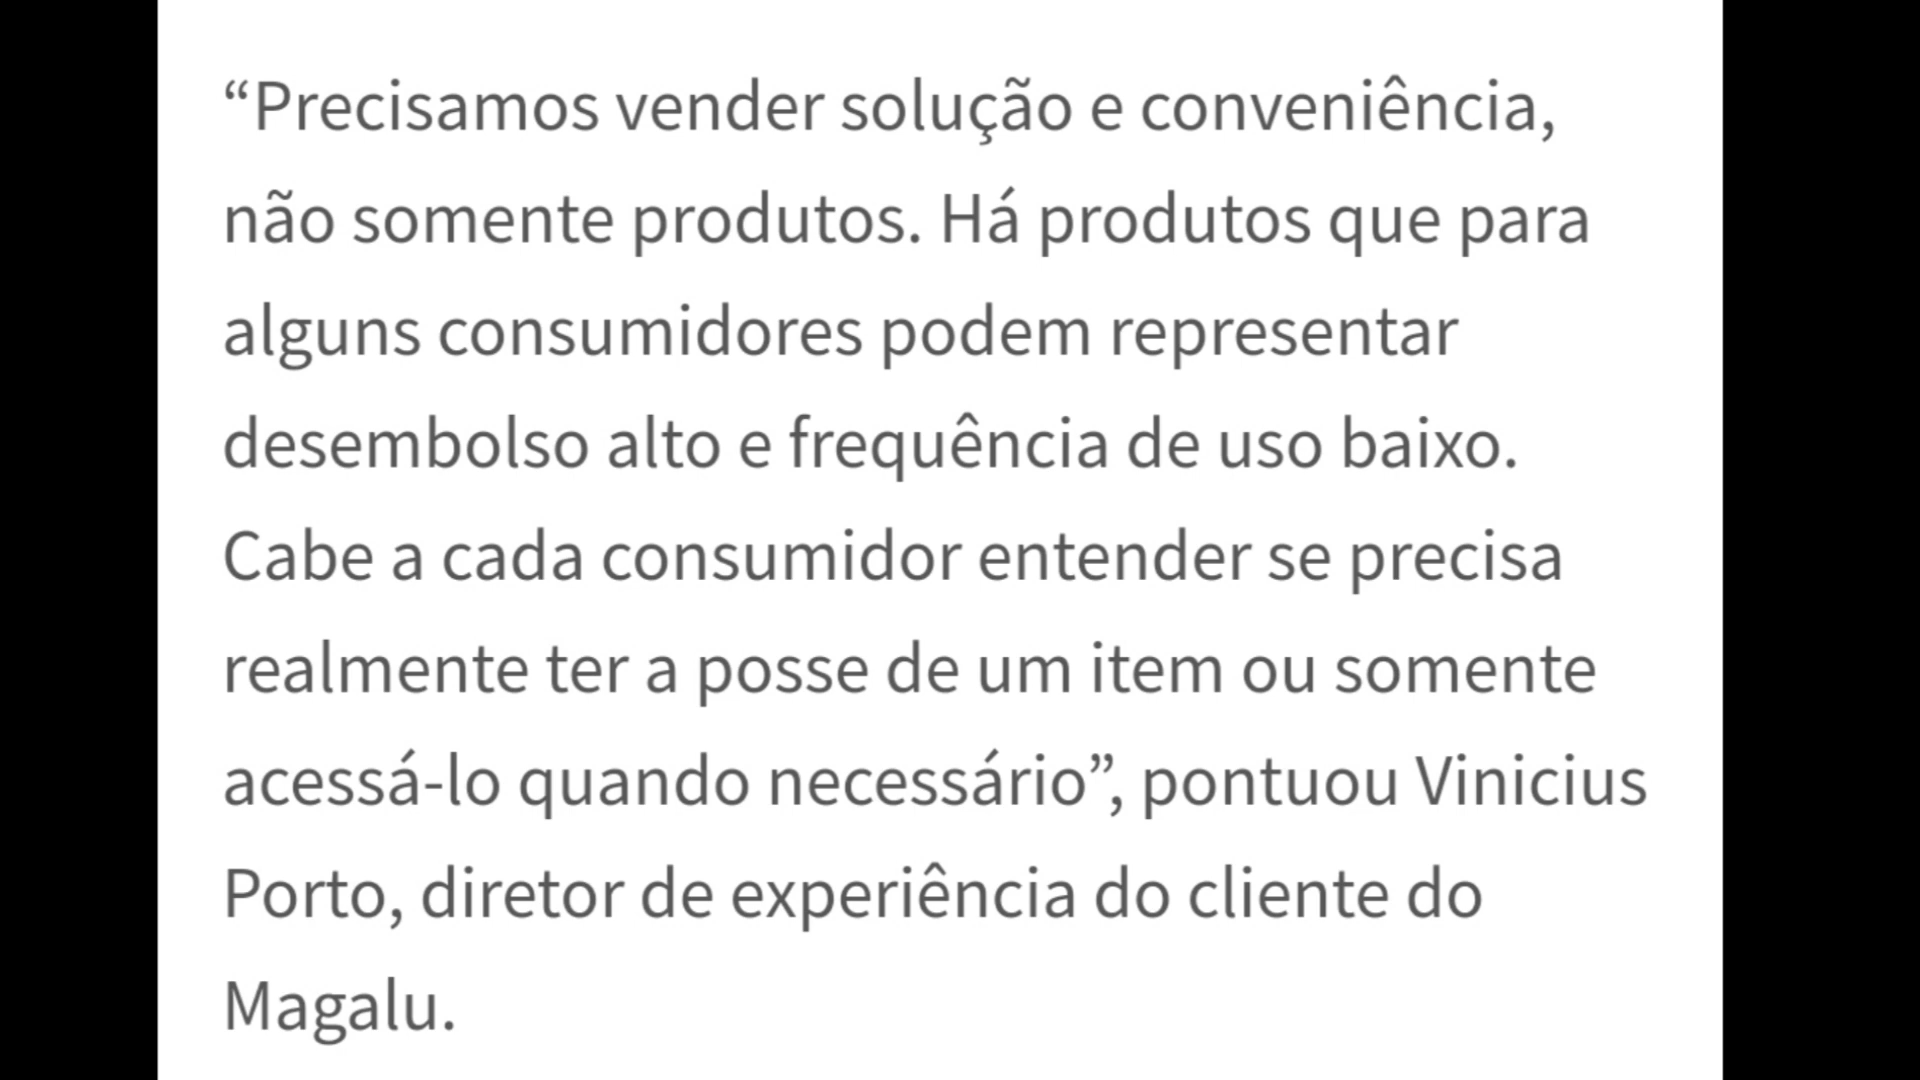 “Precisamos vender solução e conveniência,
não somente produtos. Há produtos que para
alguns consumidores podem representar
desembolso alto e frequência de uso baixo.
Cabe a cada consumidor entender se precisa
realmente ter a posse de um item ou somente
acessá-lo quando necessário”, pontuou Vinicius
Porto, diretor de experiência do cliente do
Magalu.